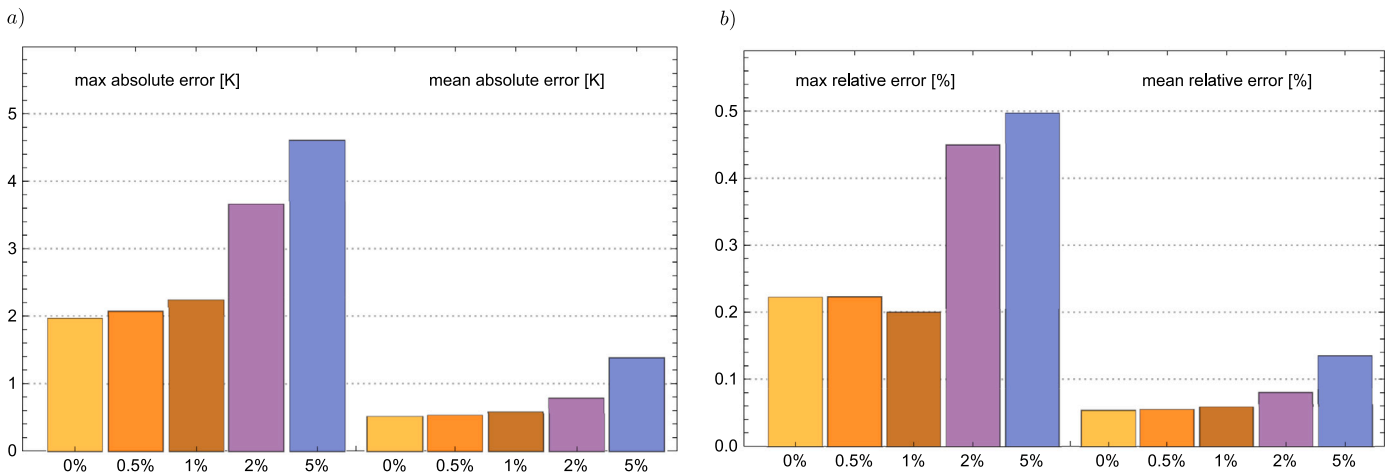 a)
max absolute error [K] mean absolute error [K]
5
4
3
2
1
0
0% 0.5% 1% 2% 5% 0% 0.5% 1% 2% 5%
b)
max relative error [%] mean relative error [%]
0.5
0.4
0.3
0.2
0.1
0.0
0% 0.5% 1% 2% 5% 0% 0.5% 1% 2% 5%